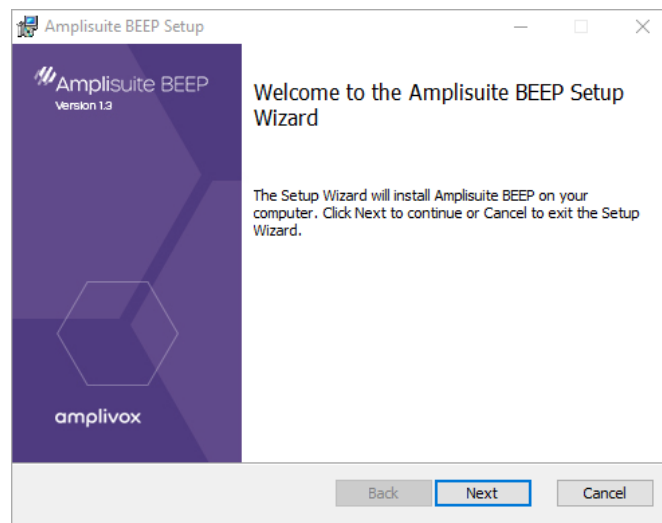 Amplisuite BEEP Setup
Amplisuite BEEP
Version 1.3
Welcome to the Amplisuite BEEP Setup
Wizard
The Setup Wizard will install Amplisuite BEEP on your
computer. Click Next to continue or Cancel to exit the Setup
Wizard.
amplivox
Back Next Cancel